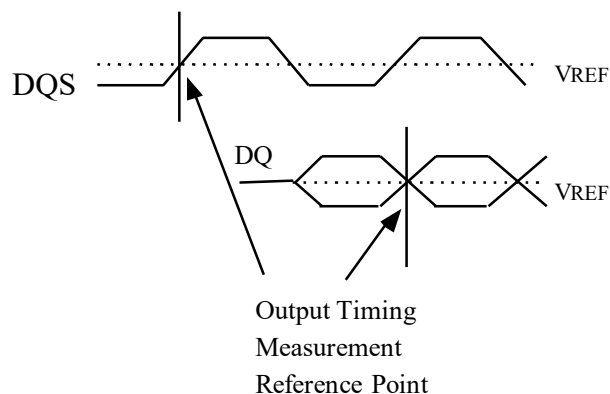 DQS
VREF
DQ
VREF
Output Timing
Measurement
Reference Point